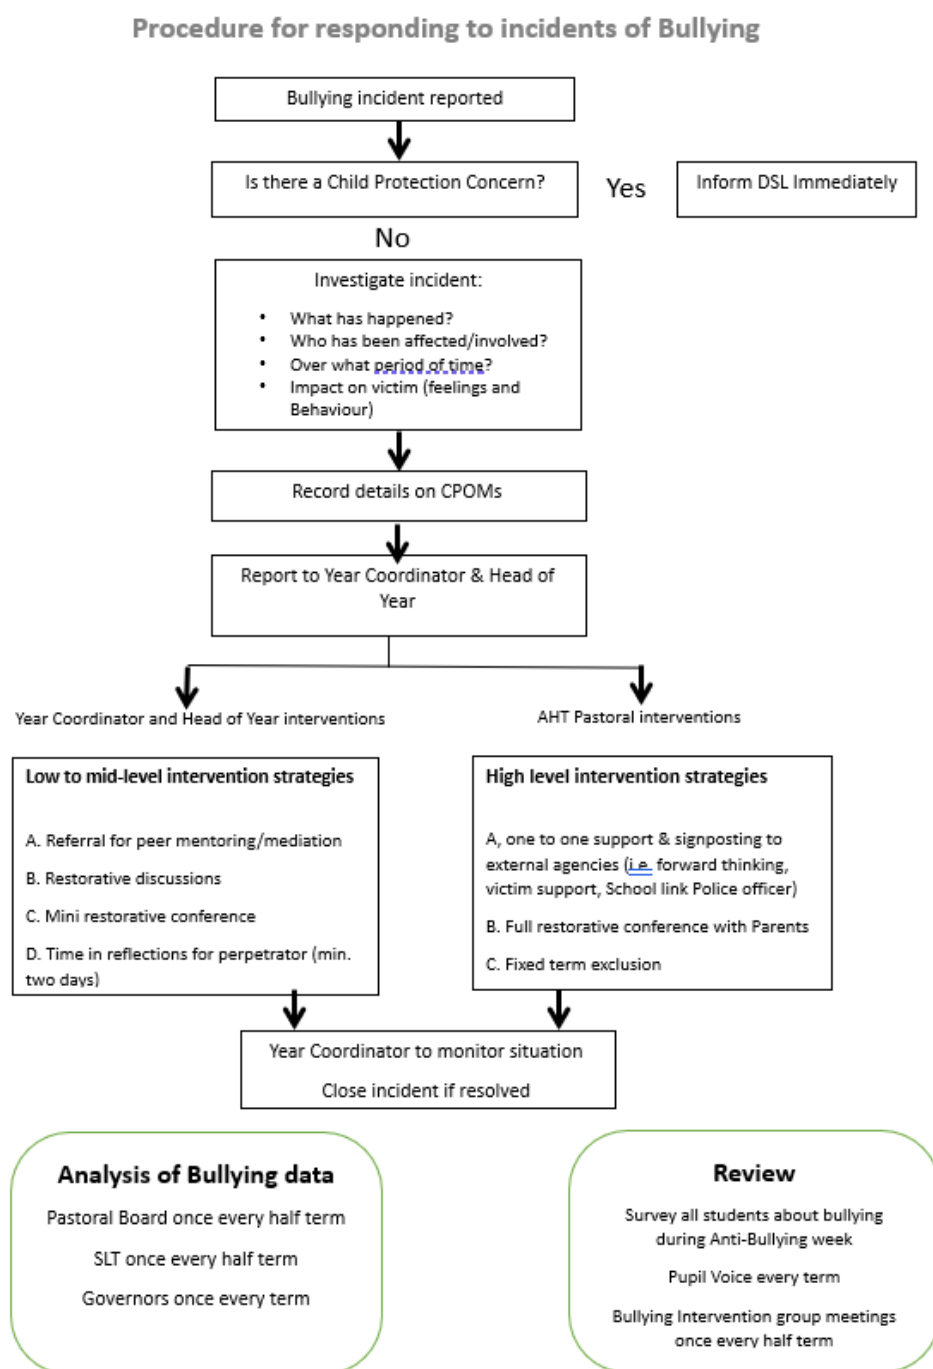 Procedure for responding to incidents of Bullying
Bullying incident reported
Is there a Child Protection Concern?
Yes
Inform DSL Immediately
No
Investigate incident:
• What has happened?
• Who has been affected/involved?
• Over what period of time?
• Impact on victim (feelings and
Behaviour)
Record details on CPOMs
Report to Year Coordinator & Head of
Year
Year Coordinator and Head of Year interventions
AHT Pastoral interventions
Low to mid-level intervention strategies
A. Referral for peer mentoring/mediation
B. Restorative discussions
C. Mini restorative conference
D. Time in reflections for perpetrator (min.
two days)
High level intervention strategies
A, one to one support & signposting to
external agencies (i.e. forward thinking,
victim support, School link Police officer)
B. Full restorative conference with Parents
C. Fixed term exclusion
Year Coordinator to monitor situation
Close incident if resolved
Analysis of Bullying data
Pastoral Board once every half term
SLT once every half term
Governors once every term
Review
Survey all students about bullying
during Anti-Bullying week
Pupil Voice every term
Bullying Intervention group meetings
once every half term